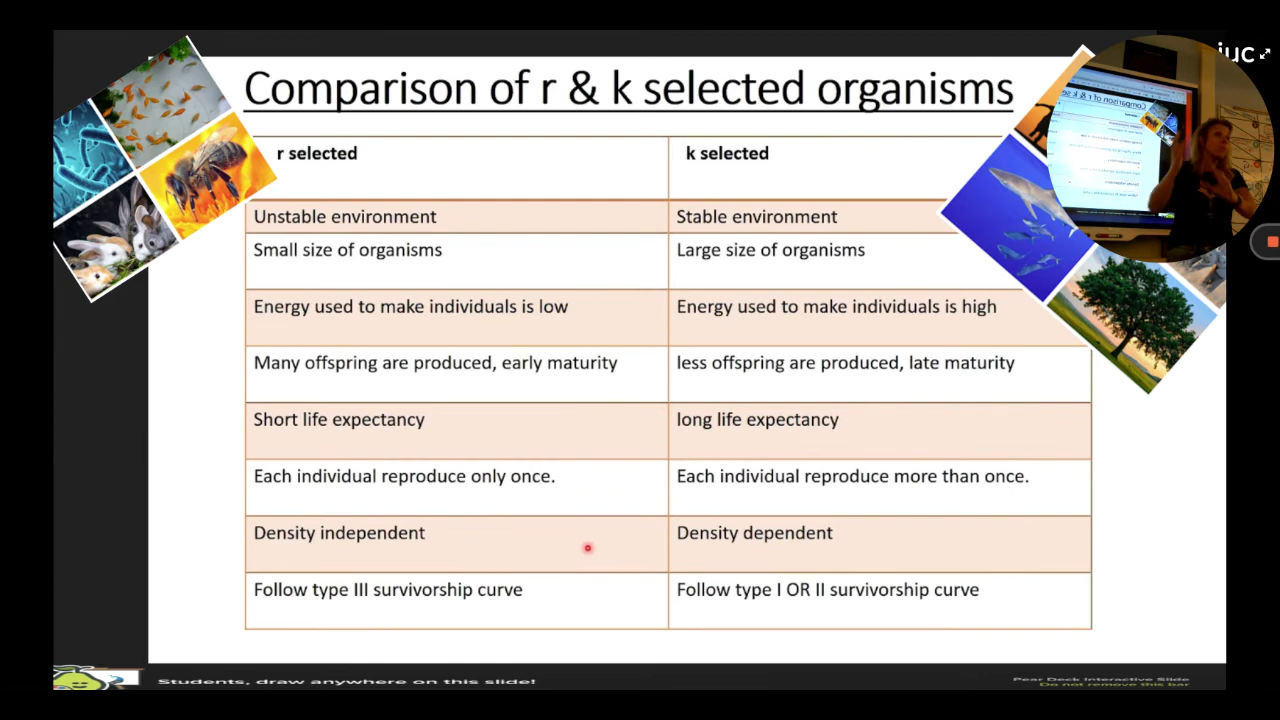 iuc
Comparison of r & k selected organisms
r selected
k selected
Unstable environment
Stable environment
Small size of organisms
Large size of organisms
Energy used to make individuals is low
Energy used to make individuals is high
Many offspring are produced, early maturity
less offspring are produced, late maturity
Short life expectancy
long life expectancy
Each individual reproduce only once.
Each individual reproduce more than once.
Density independent
Density dependent
Follow type III survivorship curve
Follow type I OR II survivorship curve
Students, draw anywhere on this slide!
Pear Deck Interactive Slide
Do not remove this bar